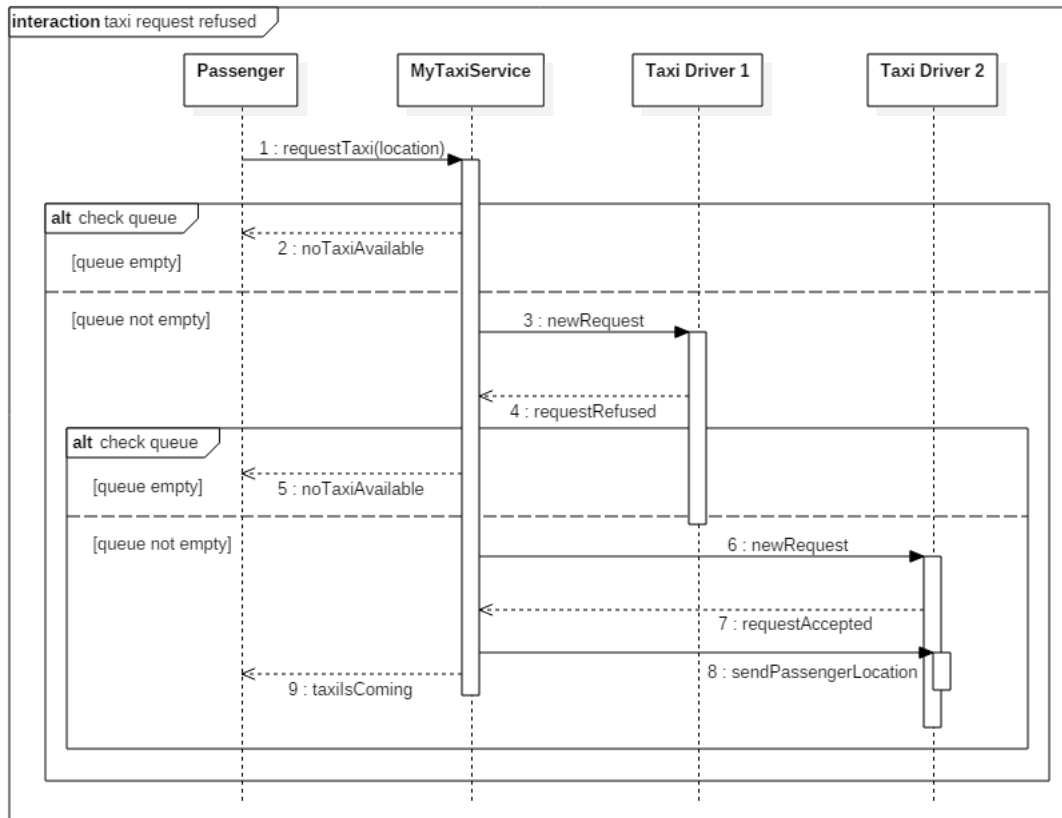 interaction taxi request refused
Passenger
MyTaxiService
Taxi Driver 1
Taxi Driver 2
1 : requestTaxi(location)
alt check queue
2 : noTaxiAvailable
[queue empty]
[queue not empty]
3 : newRequest
4 : requestRefused
alt check queue
5 : noTaxiAvailable
[queue empty]
[queue not empty]
6 : newRequest
7 : requestAccepted
8 : sendPassengerLocation
9 : taxiIsComing